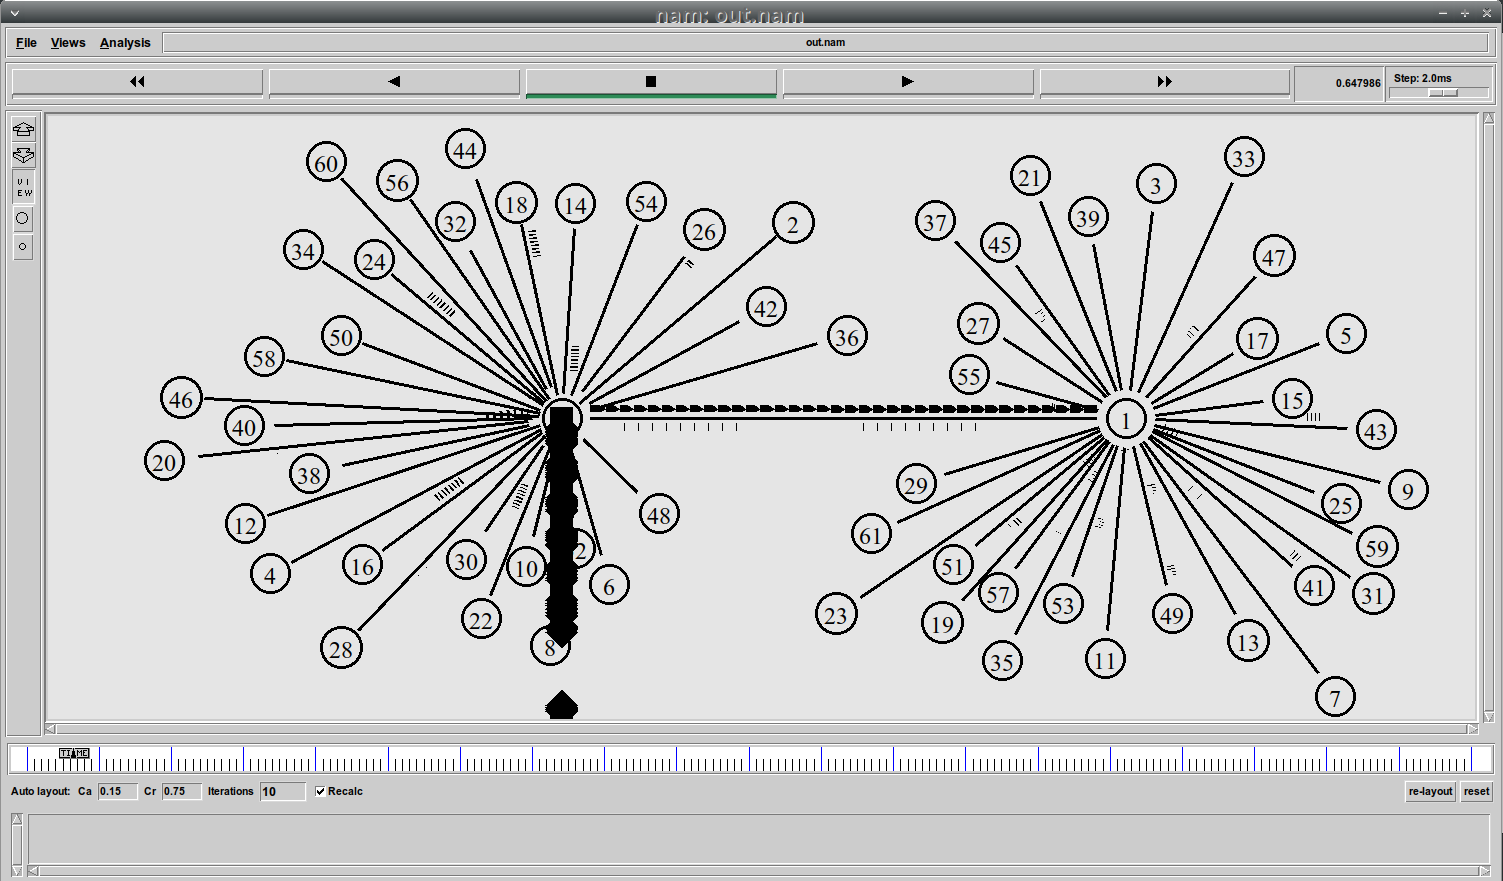 nam: out.nam
File Views Analysis out.nam
0.647986 Step: 2.0ms
60 56 44 32 18 14 54 26 2
34 24 42 36
50 58
46 40 20 38
12 4 16 28
30 22 10 2 6 8 48
37 45 21 39 3 33 47
27 55 17 5 15 43
1
29 61 23 51 19 57 35 53 11 49 13 7
9 25 59 41 31
VIEW
TIME
Auto layout: Ca 0.15 Cr 0.75 Iterations 10 Recalc re-layout reset